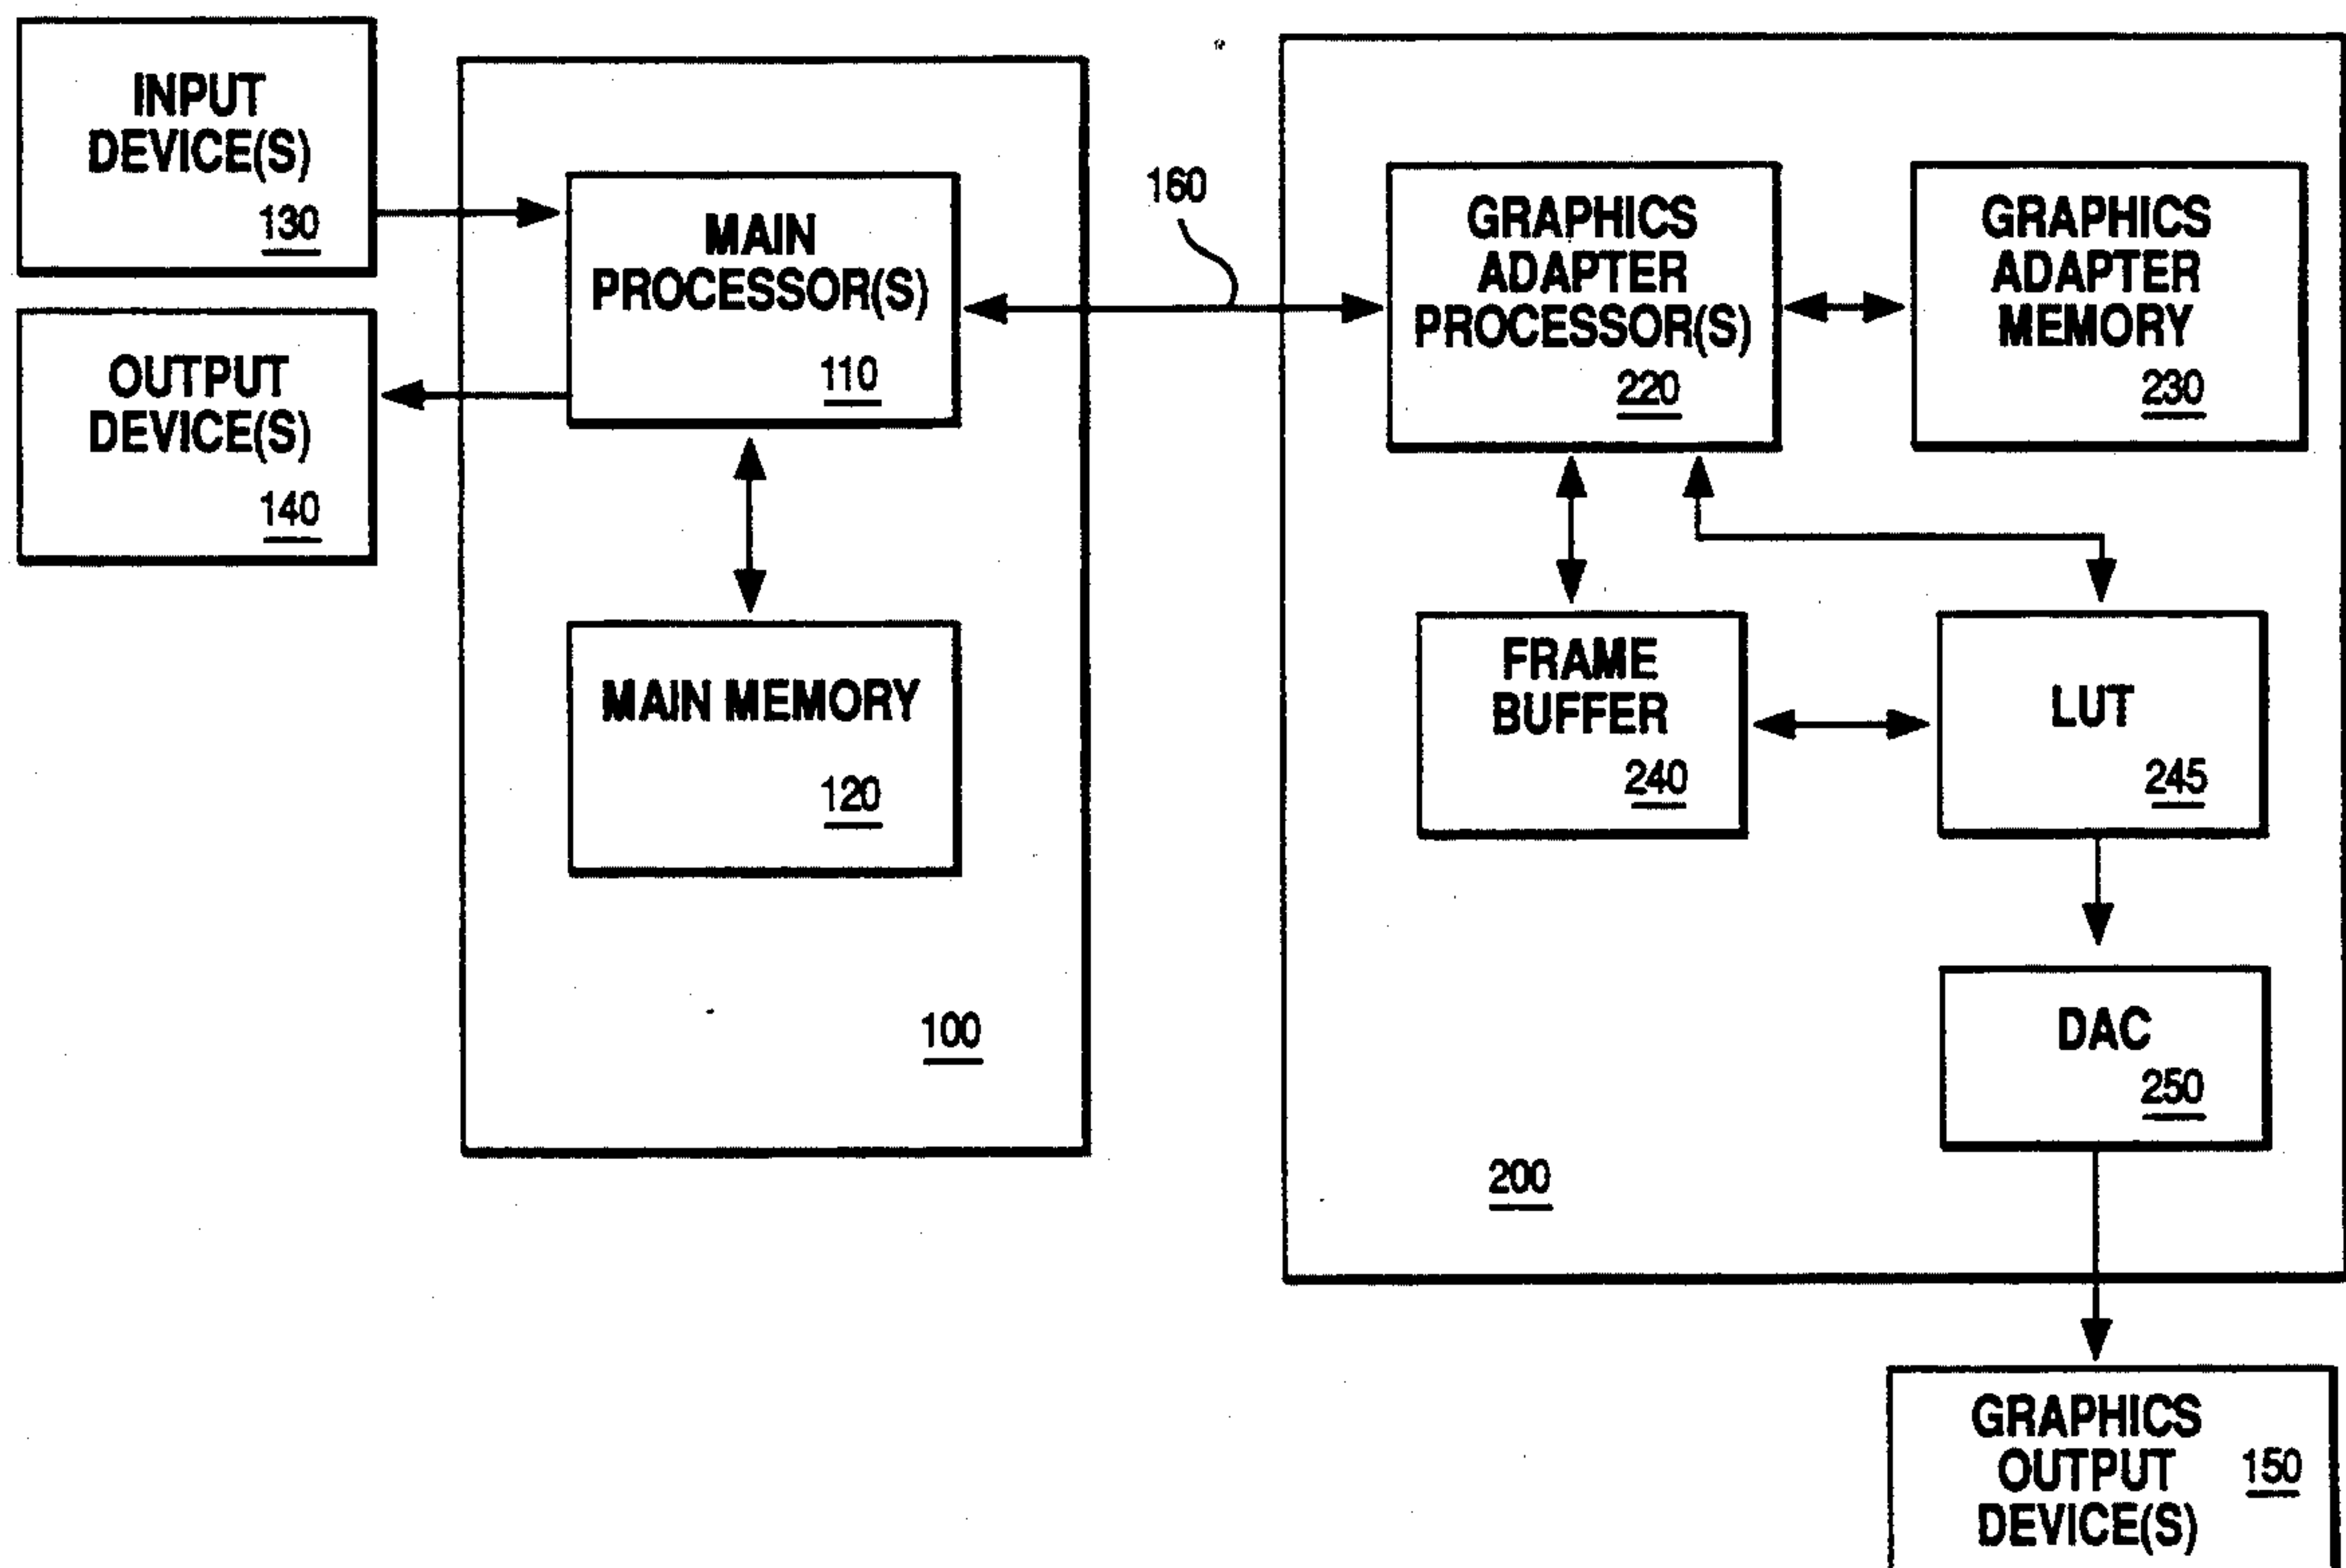 INPUT
DEVICE(S)
130
OUTPUT
DEVICE(S)
140
MAIN
PROCESSOR(S)
110
MAIN MEMORY
120
100
160
GRAPHICS
ADAPTER
PROCESSOR(S)
220
GRAPHICS
ADAPTER
MEMORY
230
FRAME
BUFFER
240
LUT
245
DAC
250
200
GRAPHICS
OUTPUT
DEVICE(S)
150